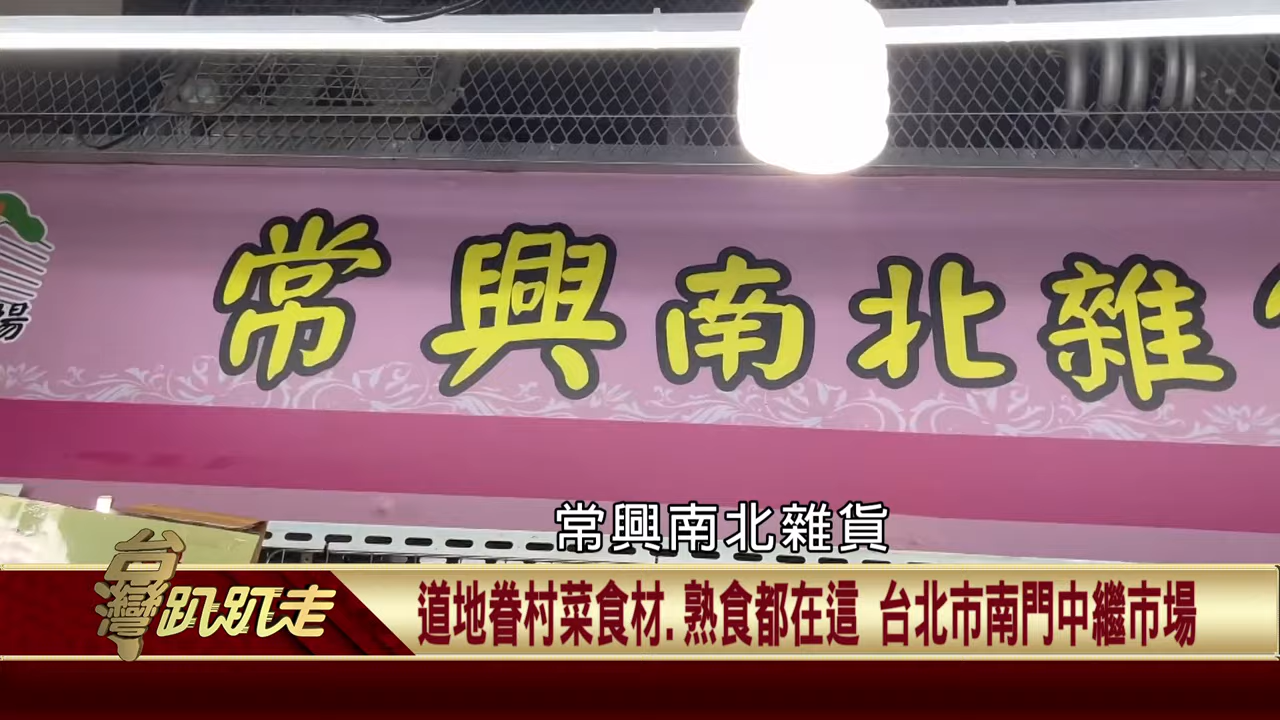 常興南北雜
場
常興南北雜貨
台灣趴趴走
道地眷村菜食材.熟食都在這 台北市南門中繼市場